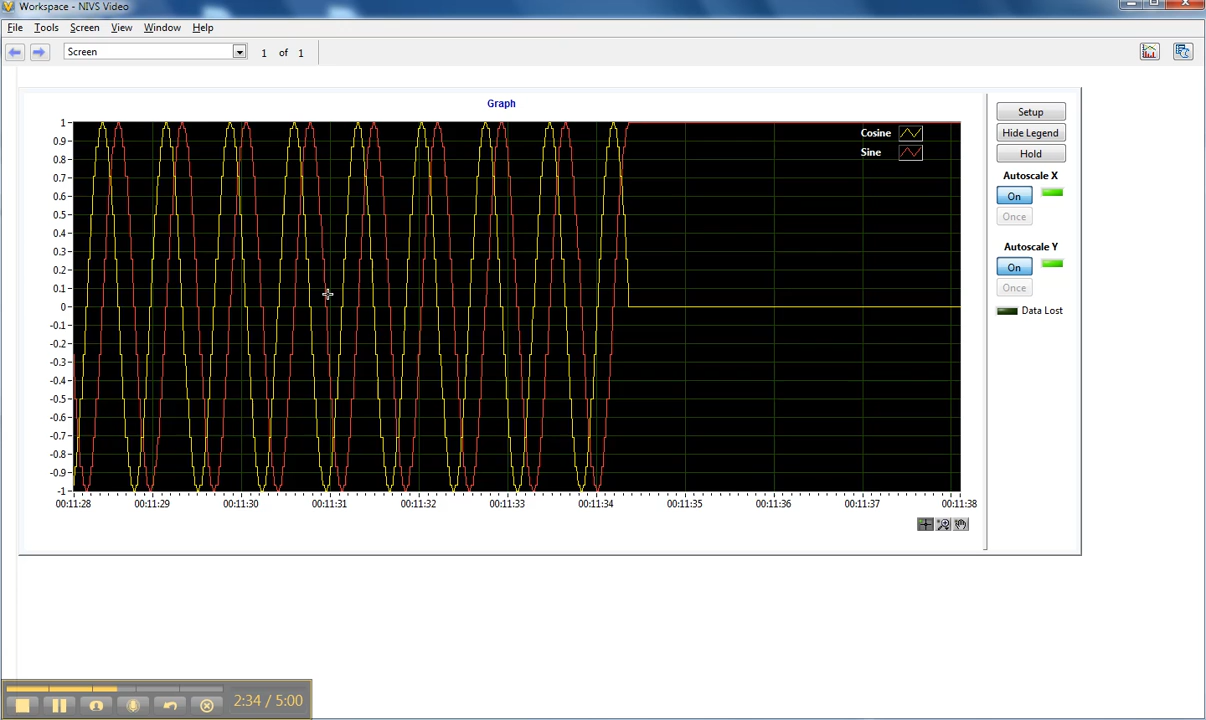 Workspace - NIVS Video
File Tools Screen View Window Help
Screen 1 of 1
Graph
Cosine
Sine
1
0.9
0.8
0.7
0.6
0.5
0.4
0.3
0.2
0.1
0
-0.1
-0.2
-0.3
-0.4
-0.5
-0.6
-0.7
-0.8
-0.9
-1
00:11:28 00:11:29 00:11:30 00:11:31 00:11:32 00:11:33 00:11:34 00:11:35 00:11:36 00:11:37 00:11:38
Setup
Hide Legend
Hold
Autoscale X
On
Once
Autoscale Y
On
Once
Data Lost
2:34 / 5:00